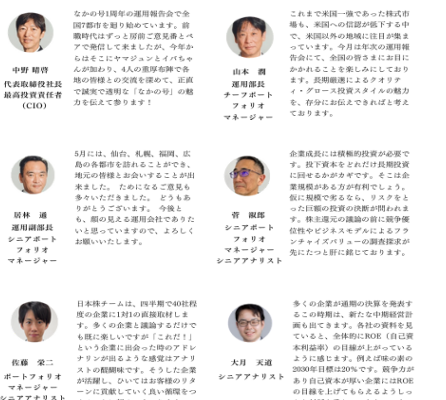 なかの号1周年の運用報告会で全
国7都市を廻り始めています。前
職時代はずっと房前ご意見番とペ
アで発信して来ましたが、今年か
らはそこにヤマジュンとイバちゃ
んが加わり、4人の重厚布陣で各
地の皆様との交流を深めて、正直
で誠実で透明な「なかの号」の魅
力を伝えて参ります！
中野 晴啓
代表取締役社長
最高投資責任者
（CIO）
これまで米国一強であった株式市
場も、米国への信認が低下する中
で、米国以外の地域に注目が集ま
っています。今月は年次の運用報
告会にて、全国の皆さまにお目に
かかれることを楽しみにしており
ます。長期厳選によるクオリテ
ィ・グロース投資スタイルの魅力
を、存分にお伝えできればと考え
ております。
山本 潤
運用部長
チーフポート
フォリオ
マネージャー
5月には、仙台、札幌、福岡、広
島の各都市を訪れることができ、
地元の皆様とお会いすることが出
来ました。 ためになるご意見も
多々いただきました。 どうもあ
りがとうございます。 今後と
も、顔の見える運用会社でありた
いと思っていますので、よろしく
お願いいたします。
居林 通
運用副部長
シニアポート
フォリオ
マネージャー
企業成長には積極的投資が必要で
す。投下資本をどれだけ長期投資
に回せるかがカギです。そこは企
業規模がある方が有利でしょう。
仮に規模で劣るなら、リスクをと
った巨額の投資の決断が問われま
す。株主還元の議論の前に競争優
位性やビジネスモデルによるフラ
ンチャイズバリューの調査探求が
先にたつと肝に銘じております。
菅 淑郎
シニアポート
フォリオ
マネージャー
シニアアナリスト
日本株チームは、四半期で40社程
度の企業に1対1の直接取材しま
す。多くの企業と議論するだけで
も既に楽しいですが「これだ！」
という企業に出会った時のアドレ
ナリンが出るような感覚はアナリ
ストの醍醐味です。そうした企業
が活躍し、ひいてはお客様のリタ
ーンに貢献していく良い循環をつ
佐藤 栄二
ポートフォリオ
マネージャー
シニアアナリスト
多くの企業が通期の決算を発表す
るこの時期は、新たな中期経営計
画も出てきます。各社の資料を見
ていると、全体的にROE（自己資
本利益率）の目線が上がっている
ように感じます。例えば味の素の
2030年目標は20%です。競争力が
あり自己資本が厚い企業にはROE
の目線を上げてもらえるようしっ
大月 天道
シニアアナリスト